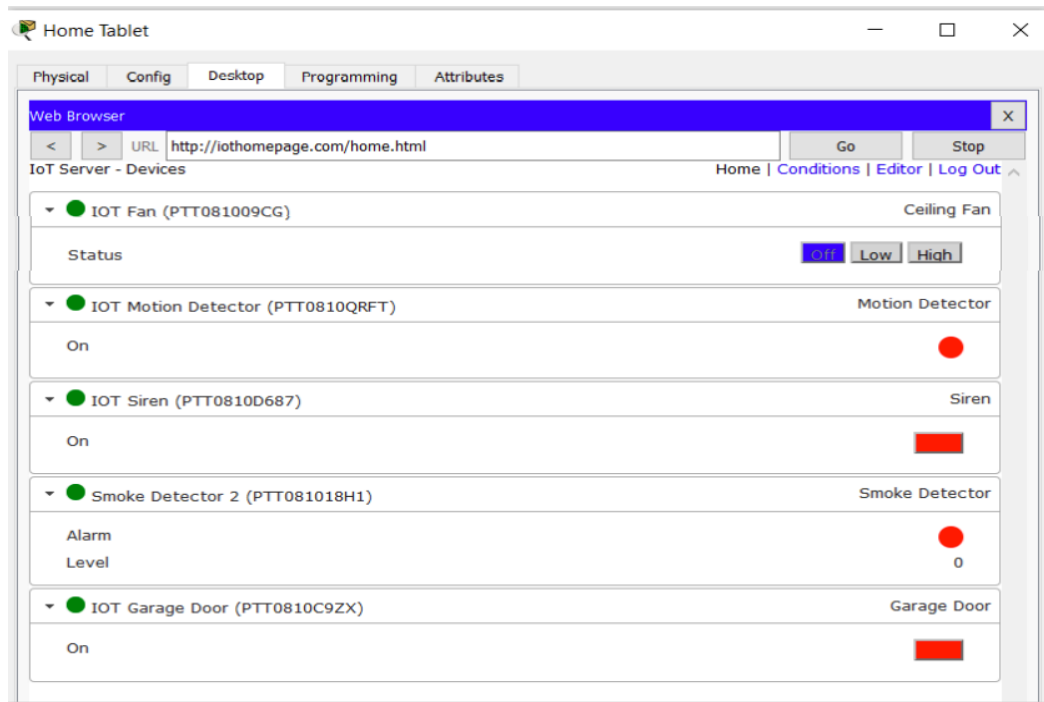 Home Tablet
Physical Config Desktop Programming Attributes
Web Browser X
< > URL http://iothomepage.com/home.html Go Stop
IoT Server - Devices Home | Conditions | Editor | Log Out
IOT Fan (PTT081009CG) Ceiling Fan
Status Off Low High
IOT Motion Detector (PTT0810QRFT) Motion Detector
On
IOT Siren (PTT0810D687) Siren
On
Smoke Detector 2 (PTT081018H1) Smoke Detector
Alarm
Level 0
IOT Garage Door (PTT0810C9ZX) Garage Door
On